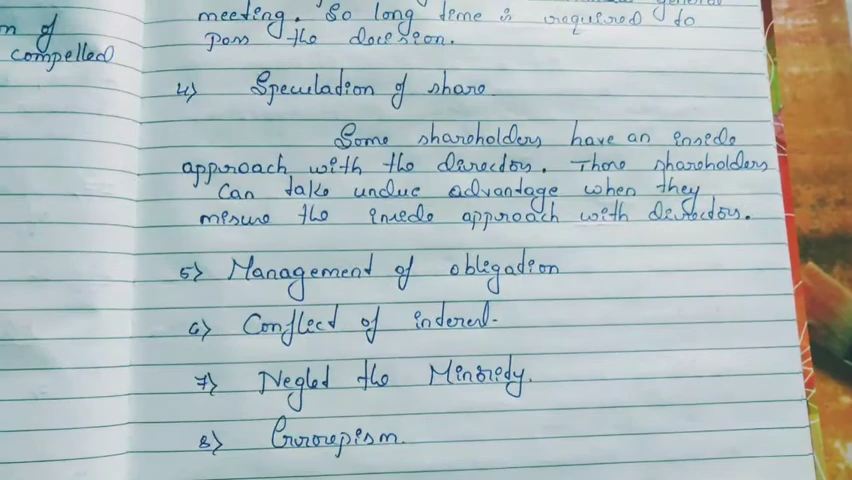 n of
compelled
meeting. So long time is required to
pass the decision.
4) Speculation of share.
Some shareholders have an inside
approach with the directors. Those shareholders
Can take undue advantage when they
misuse the inside approach with directors.
5) Management of obligation
6) Conflict of interest.
7) Neglect the Minority.
8)